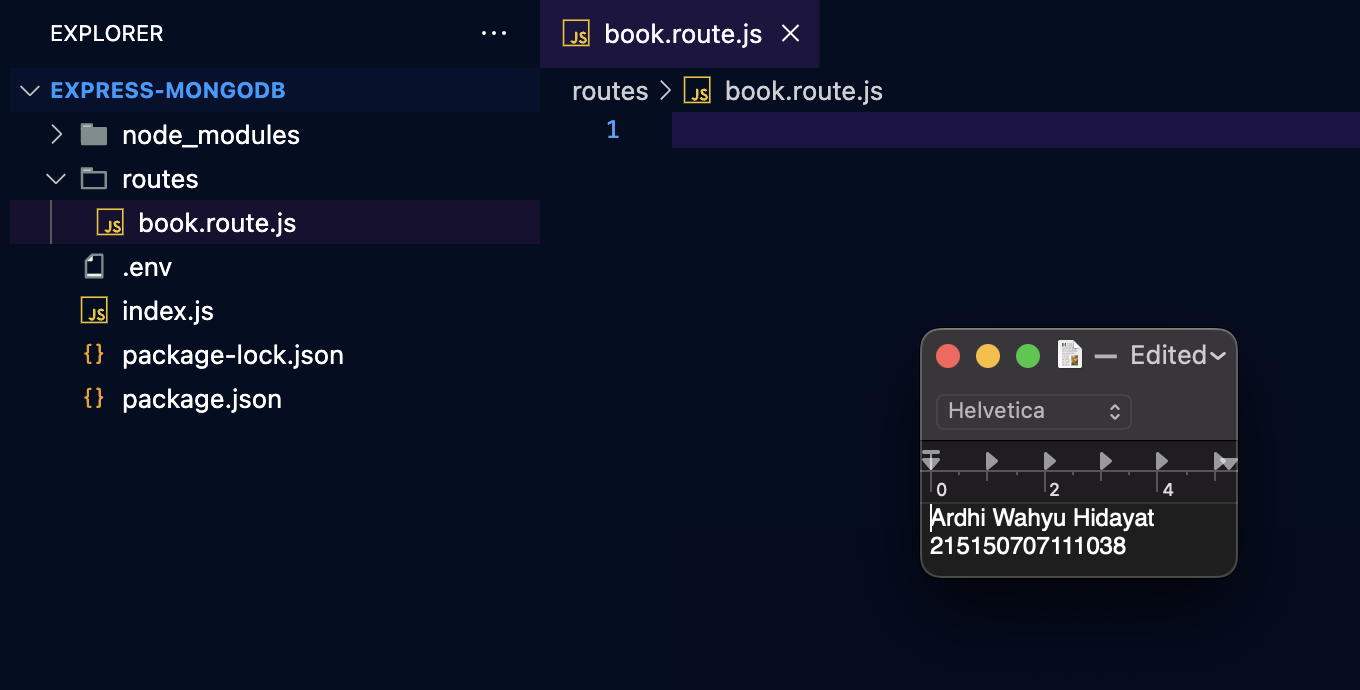 EXPLORER
EXPRESS-MONGODB
node_modules
routes
JS book.route.js
.env
JS index.js
{} package-lock.json
{} package.json
JS book.route.js
routes > JS book.route.js
1
— Edited
Helvetica
0 2 4
Ardhi Wahyu Hidayat
215150707111038